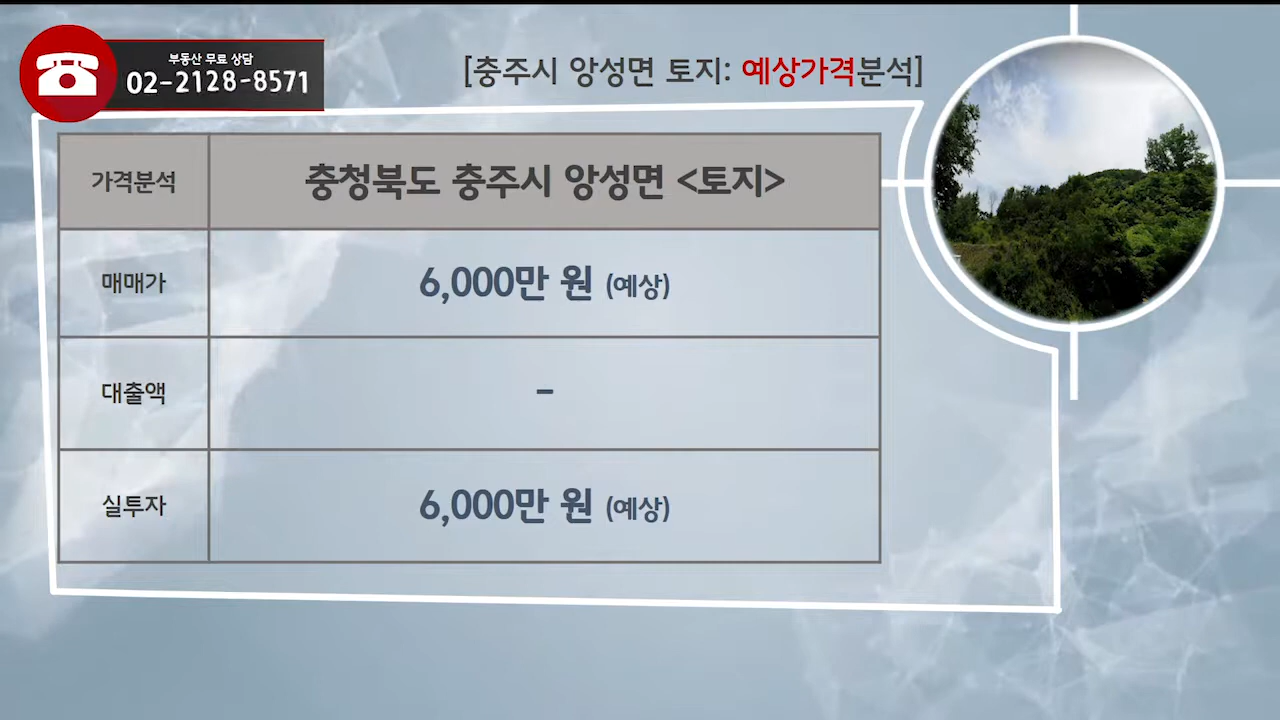 부동산 무료 상담
02-2128-8571
[충주시 앙성면 토지: 예상가격분석]
가격분석 충청북도 충주시 앙성면 <토지>
매매가 6,000만 원 (예상)
대출액 -
실투자 6,000만 원 (예상)